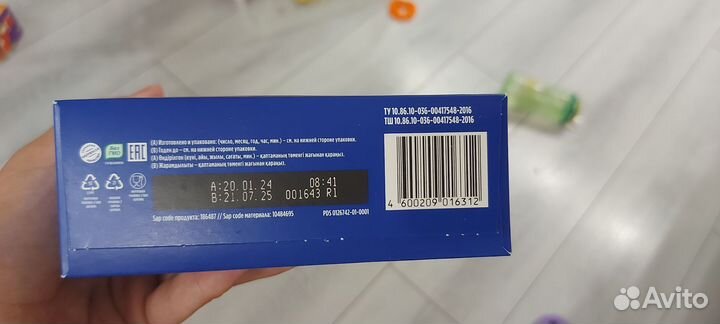 ТУ 10.86.10-036-00417548-2016
ТШ 10.86.10-036-00417548-2016
Без ГМО
EAC
(А) Изготовлено и упаковано: (число, месяц, год, час, мин.) – см. на нижней стороне упаковки.
(В) Годен до – см. на нижней стороне упаковки.
(А) Өндірілген (күні, айы, жылы, сағаты, мин.) – қаптаманың төменгі жағынан қараңыз.
(В) Жарамдылығы – қаптаманың төменгі жағынан қараңыз.
А:20.01.24 08:41
В:21.07.25 001643 R1
4 600209 016312
Sap code продукта: 186487 // Sap code материала: 10484695 PDS 0126742-01-0001
Avito